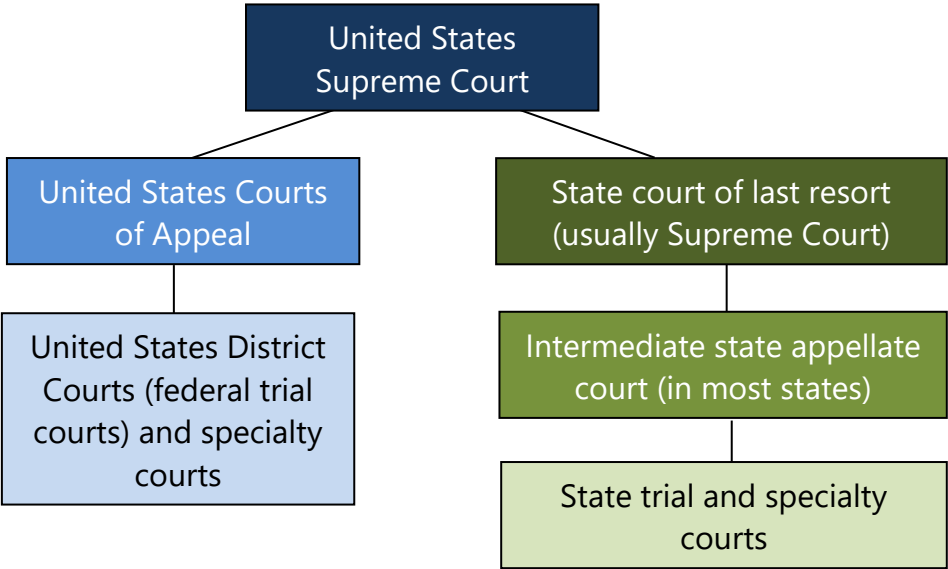 United States
Supreme Court
United States Courts
of Appeal
State court of last resort
(usually Supreme Court)
United States District
Courts (federal trial
courts) and specialty
courts
Intermediate state appellate
court (in most states)
State trial and specialty
courts